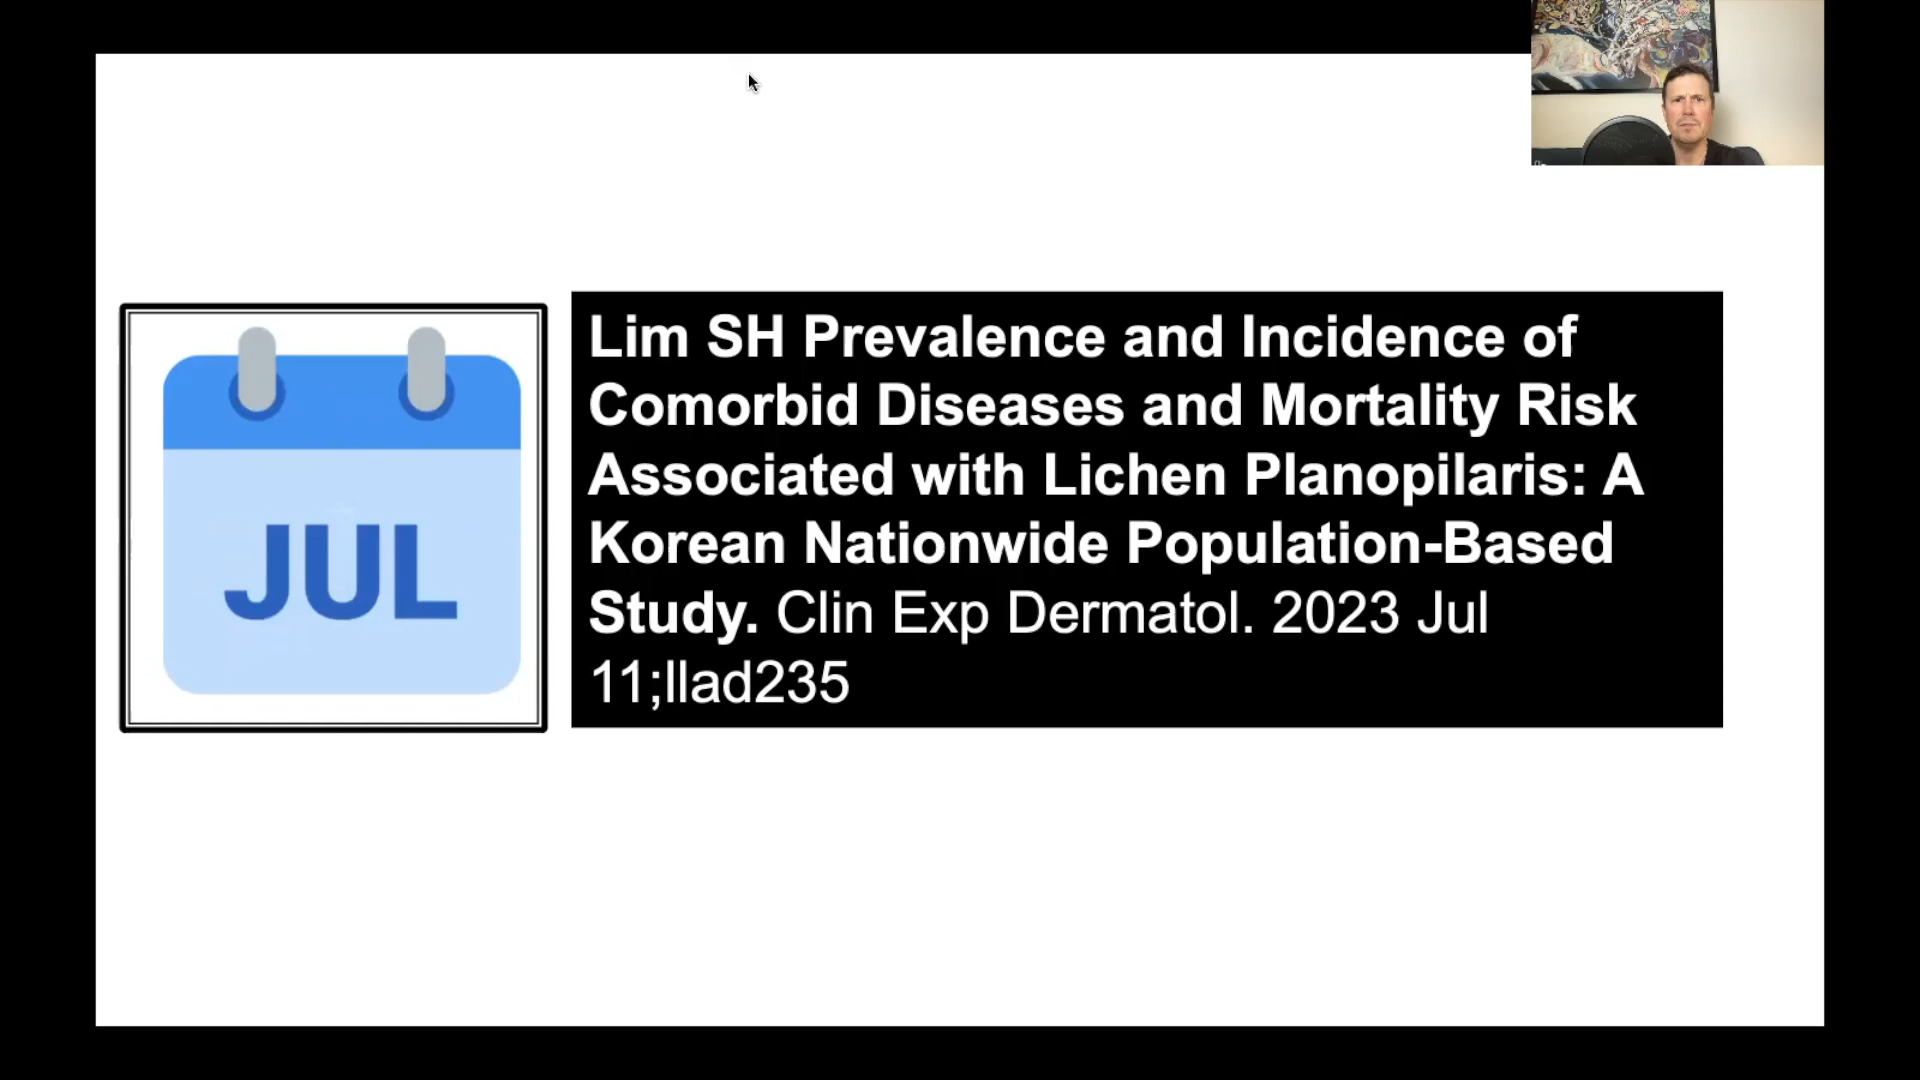 JUL
Lim SH Prevalence and Incidence of
Comorbid Diseases and Mortality Risk
Associated with Lichen Planopilaris: A
Korean Nationwide Population-Based
Study. Clin Exp Dermatol. 2023 Jul
11;llad235